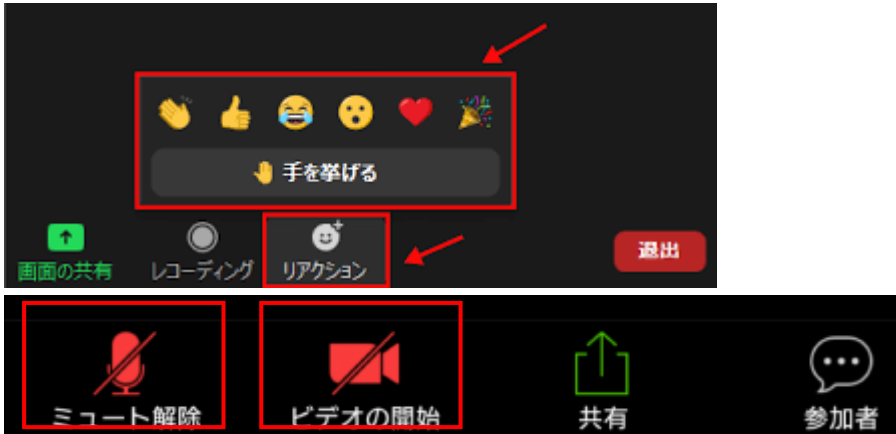 手を挙げる
画面の共有 レコーディング リアクション 退出
ミュート解除 ビデオの開始 共有 参加者